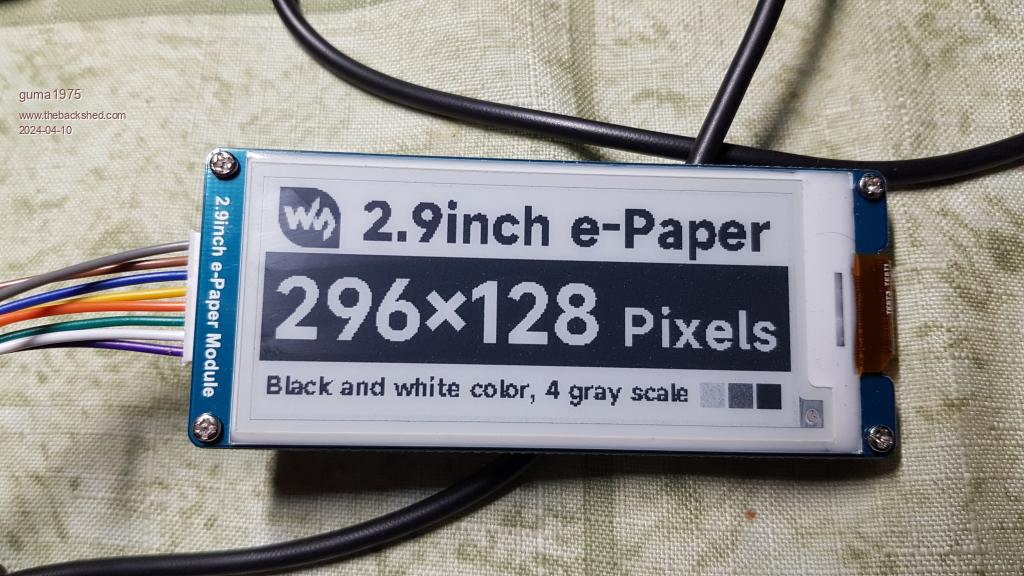 guma1975
www.thebackshed.com
2024-04-10
2.9inch e-Paper Module
2.9inch e-Paper
296×128 Pixels
Black and white color, 4 gray scale